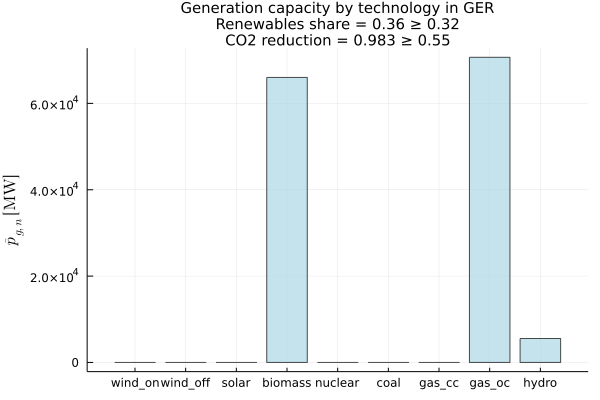 Generation capacity by technology in GER
Renewables share = 0.36 ≥ 0.32
CO2 reduction = 0.983 ≥ 0.55
6.0×10⁴
4.0×10⁴
2.0×10⁴
0
p̄_{g,n} [MW]
wind_on wind_off solar biomass nuclear coal gas_cc gas_oc hydro